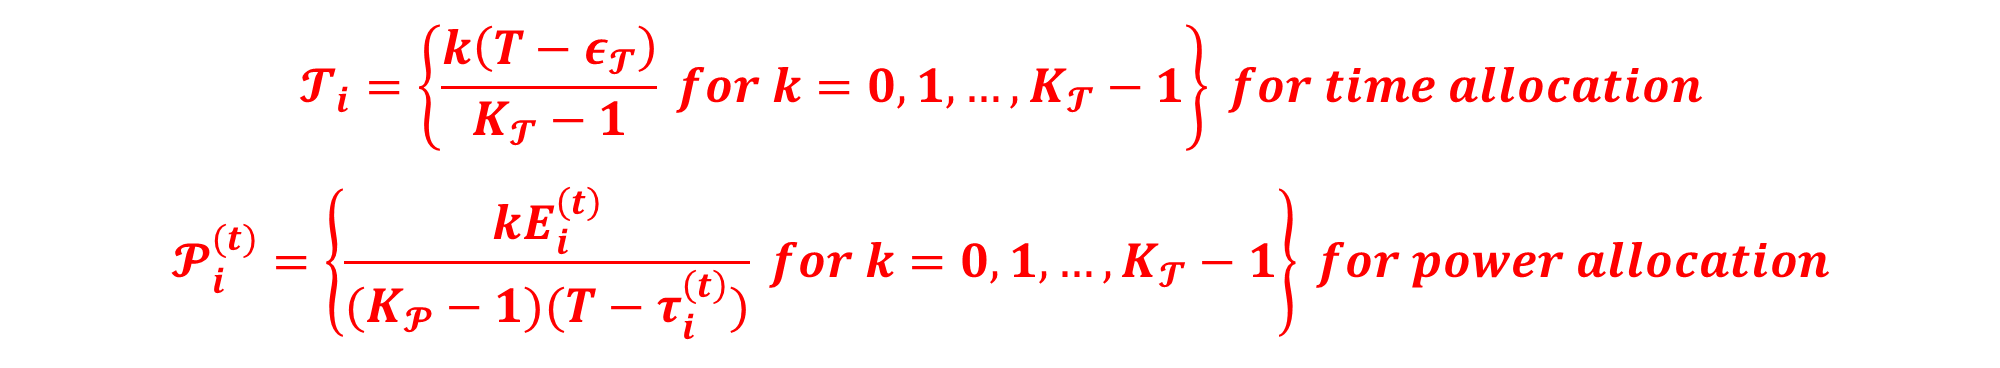 𝒯_i = { k(T − ϵ_𝒯) / (K_𝒯 − 1) for k = 0, 1, … , K_𝒯 − 1 } for time allocation
𝒫_i^(t) = { kE_i^(t) / ((K_𝒫 − 1)(T − τ_i^(t))) for k = 0, 1, … , K_𝒯 − 1 } for power allocation